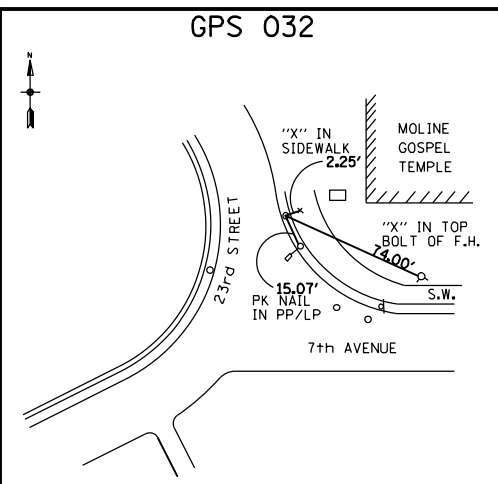 GPS 032
N
"X" IN
SIDEWALK
2.25'
MOLINE
GOSPEL
TEMPLE
"X" IN TOP
BOLT OF F.H.
74.00'
23rd STREET
15.07'
PK NAIL
IN PP/LP
S.W.
7th AVENUE